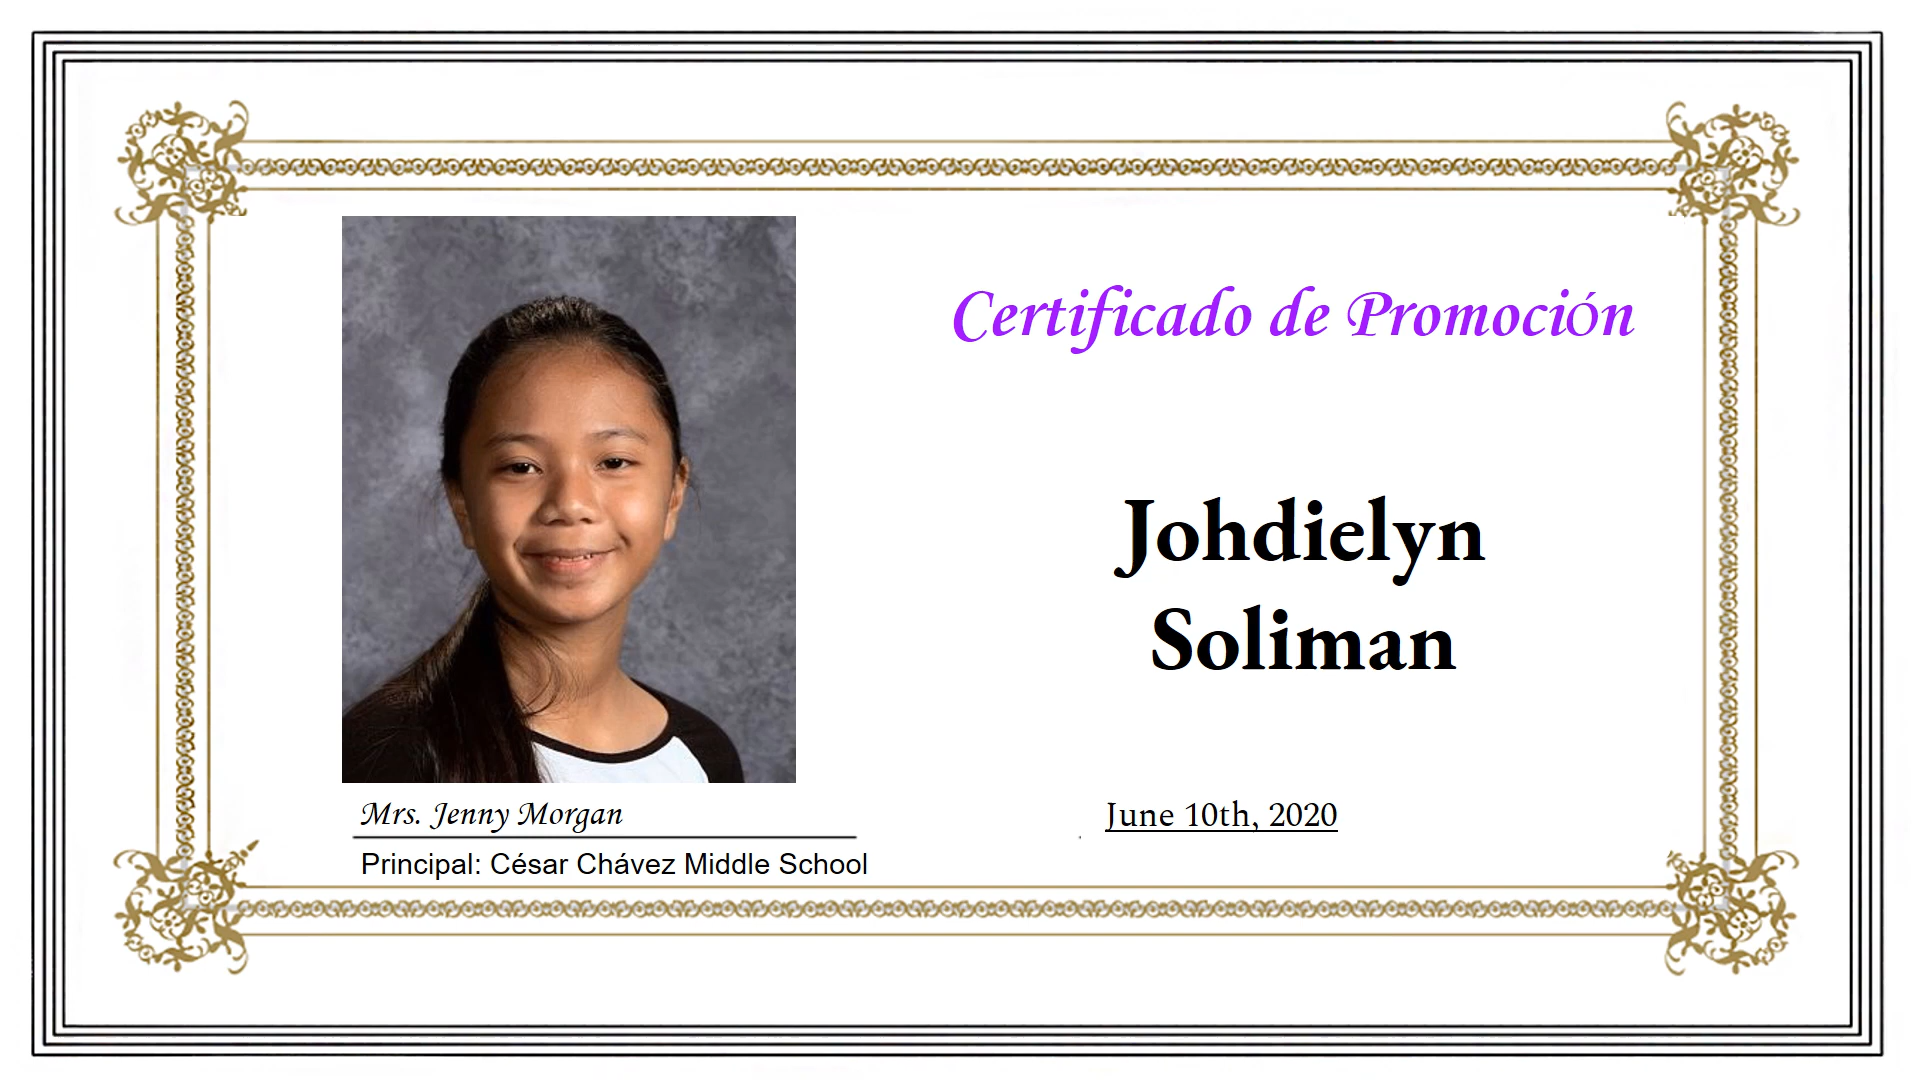 Certificado de Promoción
Johdielyn
Soliman
Mrs. Jenny Morgan
June 10th, 2020
Principal: César Chávez Middle School